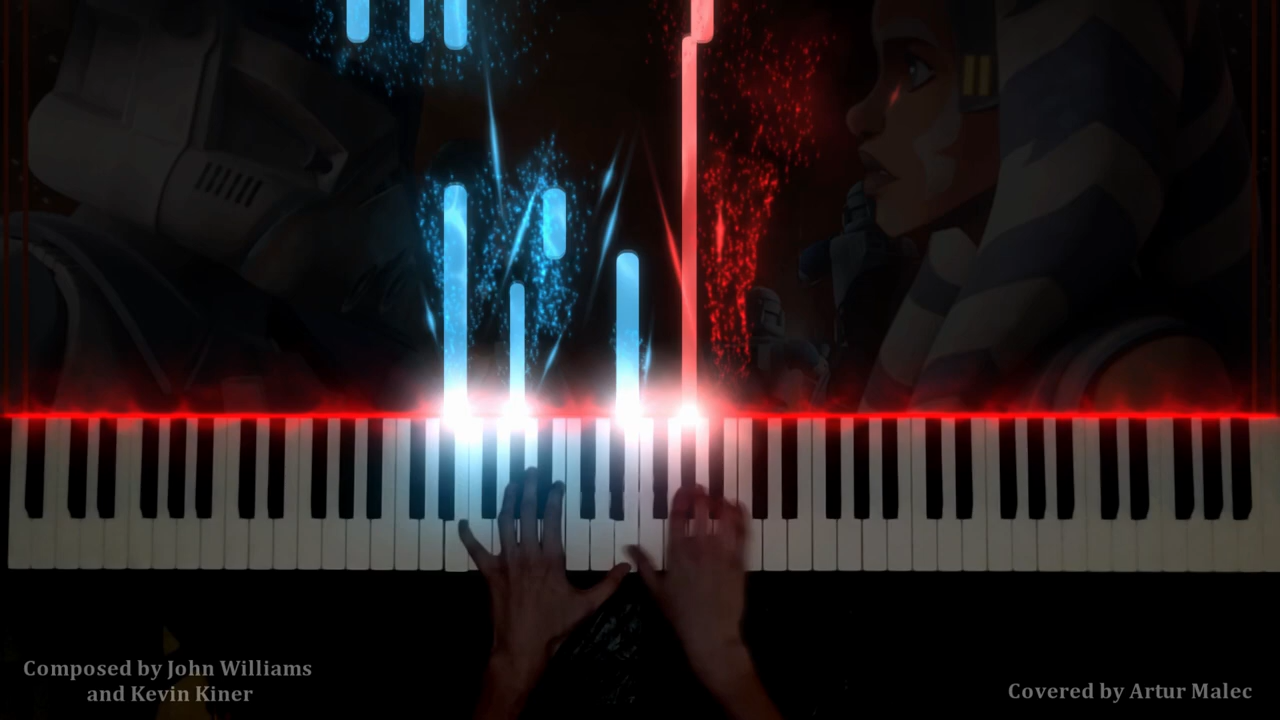 Composed by John Williams
and Kevin Kiner
Covered by Artur Malec